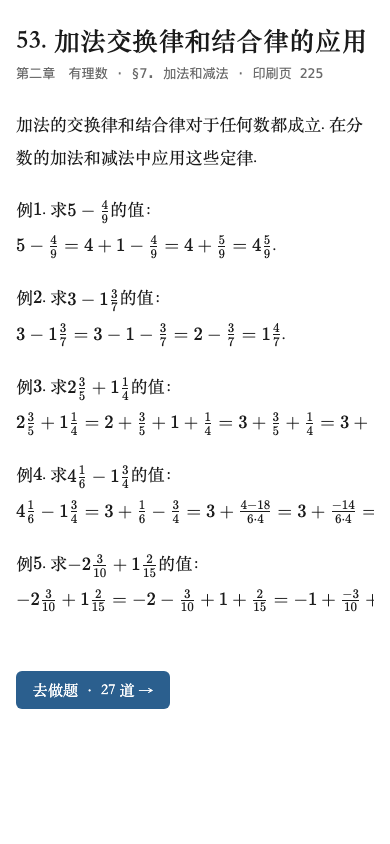 53. 加法交换律和结合律的应用
第二章 有理数 · §7. 加法和减法 · 印刷页 225
加法的交换律和结合律对于任何数都成立. 在分
数的加法和减法中应用这些定律.
例1. 求5 − 4/9的值:
5 − 4/9 = 4 + 1 − 4/9 = 4 + 5/9 = 4 5/9.
例2. 求3 − 1 3/7的值:
3 − 1 3/7 = 3 − 1 − 3/7 = 2 − 3/7 = 1 4/7.
例3. 求2 3/5 + 1 1/4的值:
2 3/5 + 1 1/4 = 2 + 3/5 + 1 + 1/4 = 3 + 3/5 + 1/4 = 3 +
例4. 求4 1/6 − 1 3/4的值:
4 1/6 − 1 3/4 = 3 + 1/6 − 3/4 = 3 + 4−18/6·4 = 3 + −14/6·4 =
例5. 求−2 3/10 + 1 2/15的值:
−2 3/10 + 1 2/15 = −2 − 3/10 + 1 + 2/15 = −1 + −3/10 +
去做题 · 27 道 →